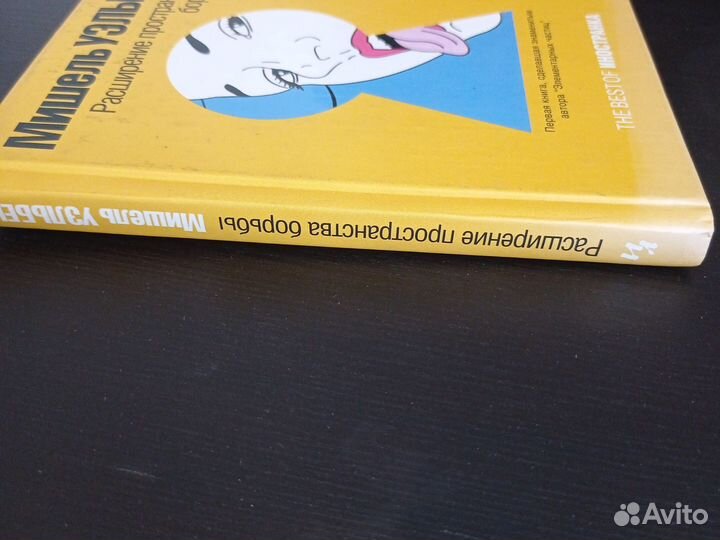 Мишель УЭЛЬБ
Расширение простран
бор
Первая книга, сделавшая знаменитым
автора "Элементарных частиц"
THE BEST OF ИНОСТРАНКА
Мишель УЭЛЬБЕ
Расширение пространства борьбы
Avito